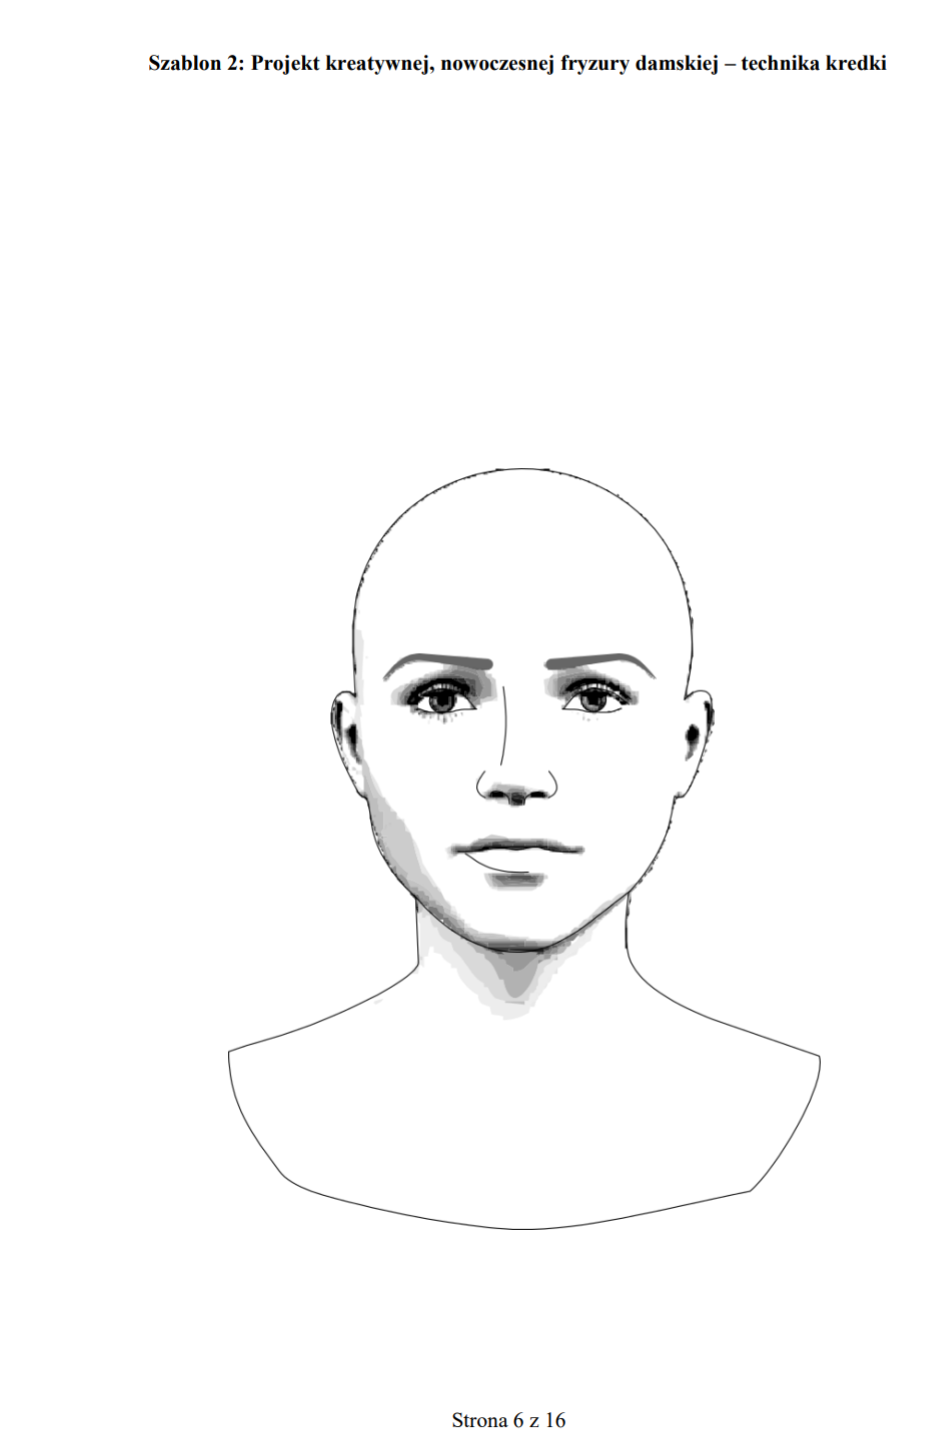 Szablon 2: Projekt kreatywnej, nowoczesnej fryzury damskiej – technika kredki
Strona 6 z 16